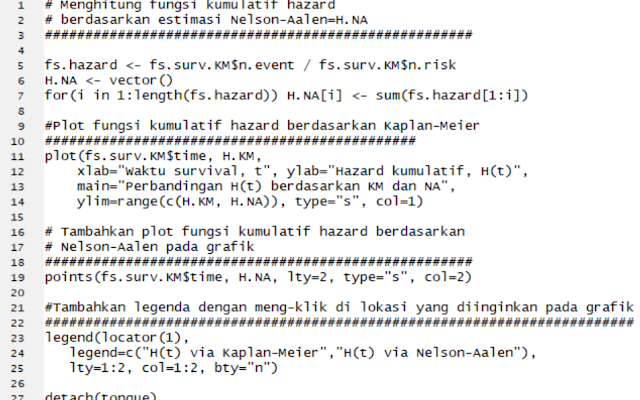 1 # Menghitung fungsi kumulatif hazard
2 # berdasarkan estimasi Nelson-Aalen=H.NA
3 #####################################################
4
5 fs.hazard <- fs.surv.KM$n.event / fs.surv.KM$n.risk
6 H.NA <- vector()
7 for(i in 1:length(fs.hazard)) H.NA[i] <- sum(fs.hazard[1:i])
8
9 #Plot fungsi kumulatif hazard berdasarkan Kaplan-Meier
10 ##############################################
11 plot(fs.surv.KM$time, H.KM,
12     xlab="Waktu survival, t", ylab="Hazard kumulatif, H(t)",
13     main="Perbandingan H(t) berdasarkan KM dan NA",
14     ylim=range(c(H.KM, H.NA)), type="s", col=1)
15
16 # Tambahkan plot fungsi kumulatif hazard berdasarkan
17 # Nelson-Aalen pada grafik
18 #####################################################
19 points(fs.surv.KM$time, H.NA, lty=2, type="s", col=2)
20
21 #Tambahkan legenda dengan meng-klik di lokasi yang diinginkan pada grafik
22 #########################################################################
23 legend(locator(1),
24    legend=c("H(t) via Kaplan-Meier","H(t) via Nelson-Aalen"),
25    lty=1:2, col=1:2, bty="n")
26
27 detach(tongue)